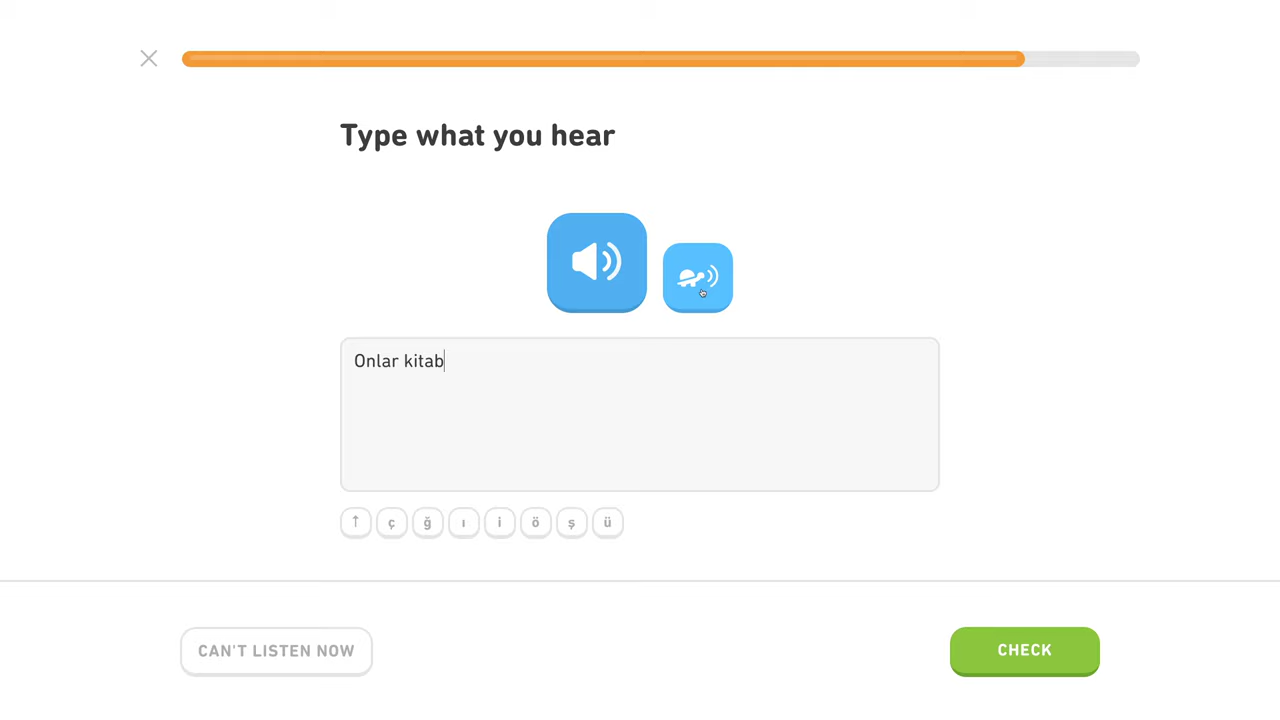 Type what you hear
Onlar kitab
↑ ç ğ ı i ö ş ü
CAN'T LISTEN NOW
CHECK